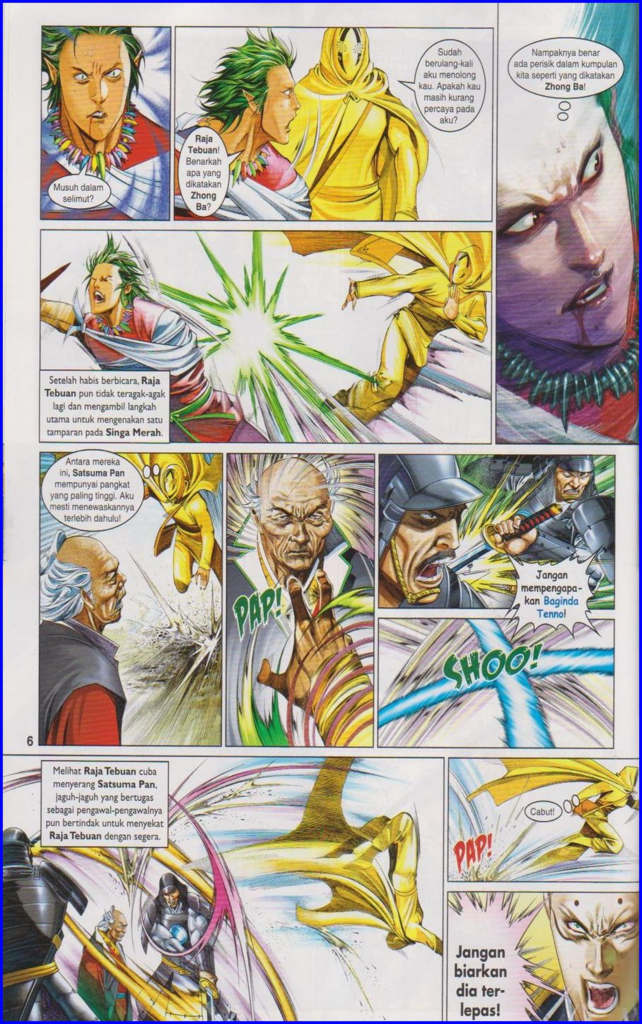 Musuh dalam
selimut?
Raja
Tebuan!
Benarkah
apa yang
dikatakan
Zhong
Ba?
Sudah
berulang-kali
aku menolong
kau. Apakah kau
masih kurang
percaya pada
aku?
Nampaknya benar
ada perisik dalam kumpulan
kita seperti yang dikatakan
Zhong Ba!
Setelah habis berbicara, Raja
Tebuan pun tidak teragak-agak
lagi dan mengambil langkah
utama untuk mengenakan satu
tamparan pada Singa Merah.
Antara mereka
ini, Satsuma Pan
mempunyai pangkat
yang paling tinggi. Aku
mesti menewaskannya
terlebih dahulu!
PAP!
Jangan
mempengapa-
kan Baginda
Tenno!
SHOO!
6
Melihat Raja Tebuan cuba
menyerang Satsuma Pan,
jaguh-jaguh yang bertugas
sebagai pengawal-pengawalnya
pun bertindak untuk menyekat
Raja Tebuan dengan segera.
Cabut!
PAP!
Jangan
biarkan
dia ter-
lepas!